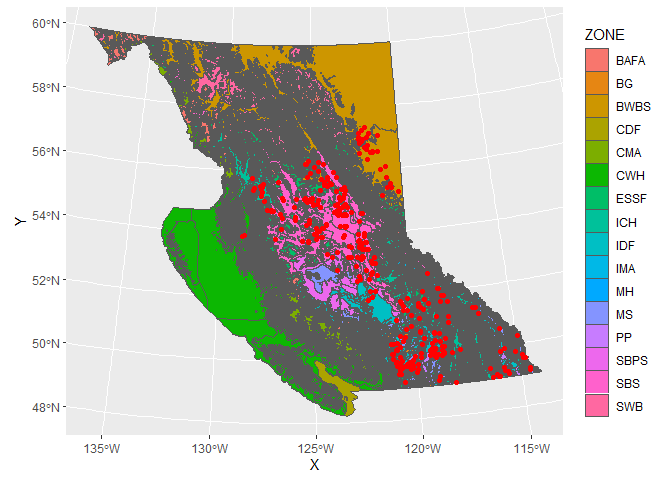 60°N
58°N
56°N
54°N
52°N
50°N
48°N
Y
135°W 130°W 125°W 120°W 115°W
X
ZONE
BAFA
BG
BWBS
CDF
CMA
CWH
ESSF
ICH
IDF
IMA
MH
MS
PP
SBPS
SBS
SWB